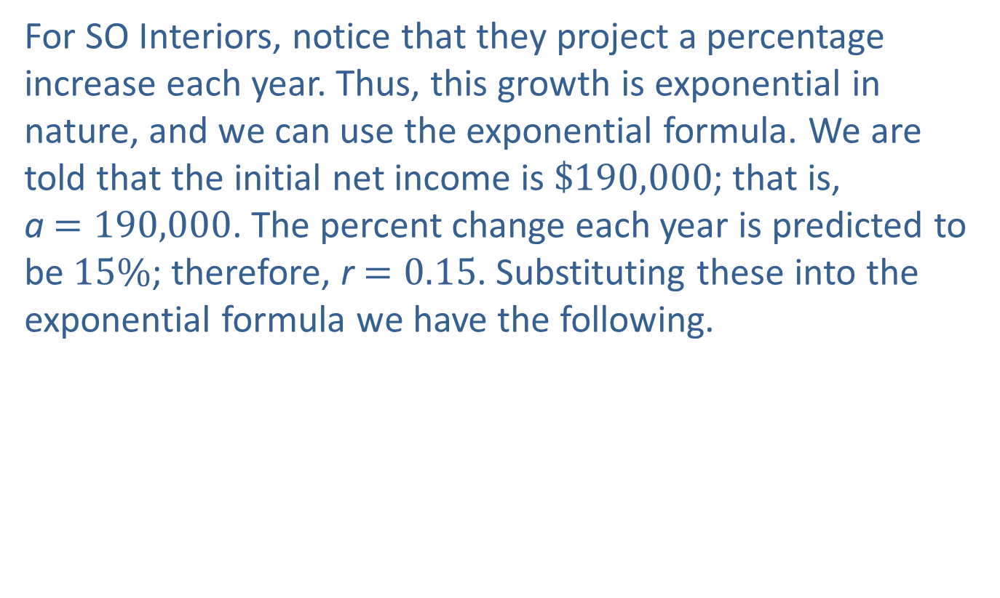 For SO Interiors, notice that they project a percentage
increase each year. Thus, this growth is exponential in
nature, and we can use the exponential formula. We are
told that the initial net income is $190,000; that is,
a = 190,000. The percent change each year is predicted to
be 15%; therefore, r = 0.15. Substituting these into the
exponential formula we have the following.